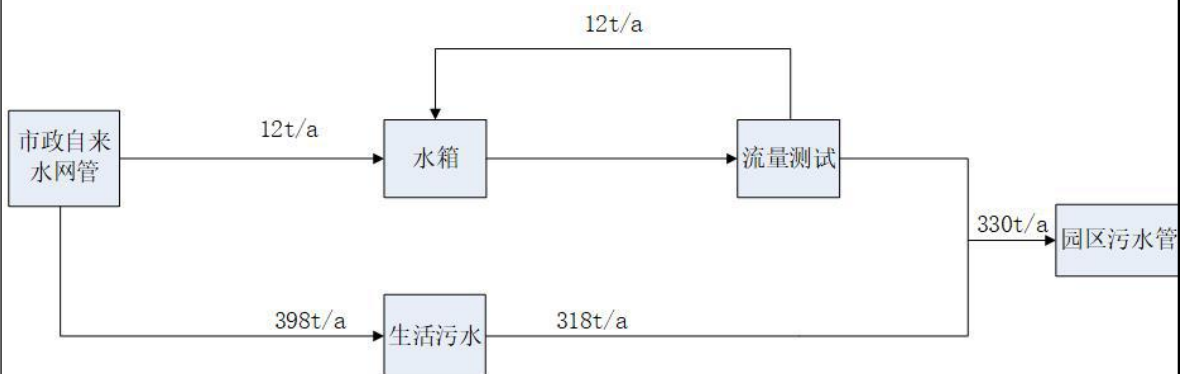 12t/a
市政自来
水网管
12t/a
水箱
流量测试
330t/a
园区污水管
398t/a
生活污水
318t/a